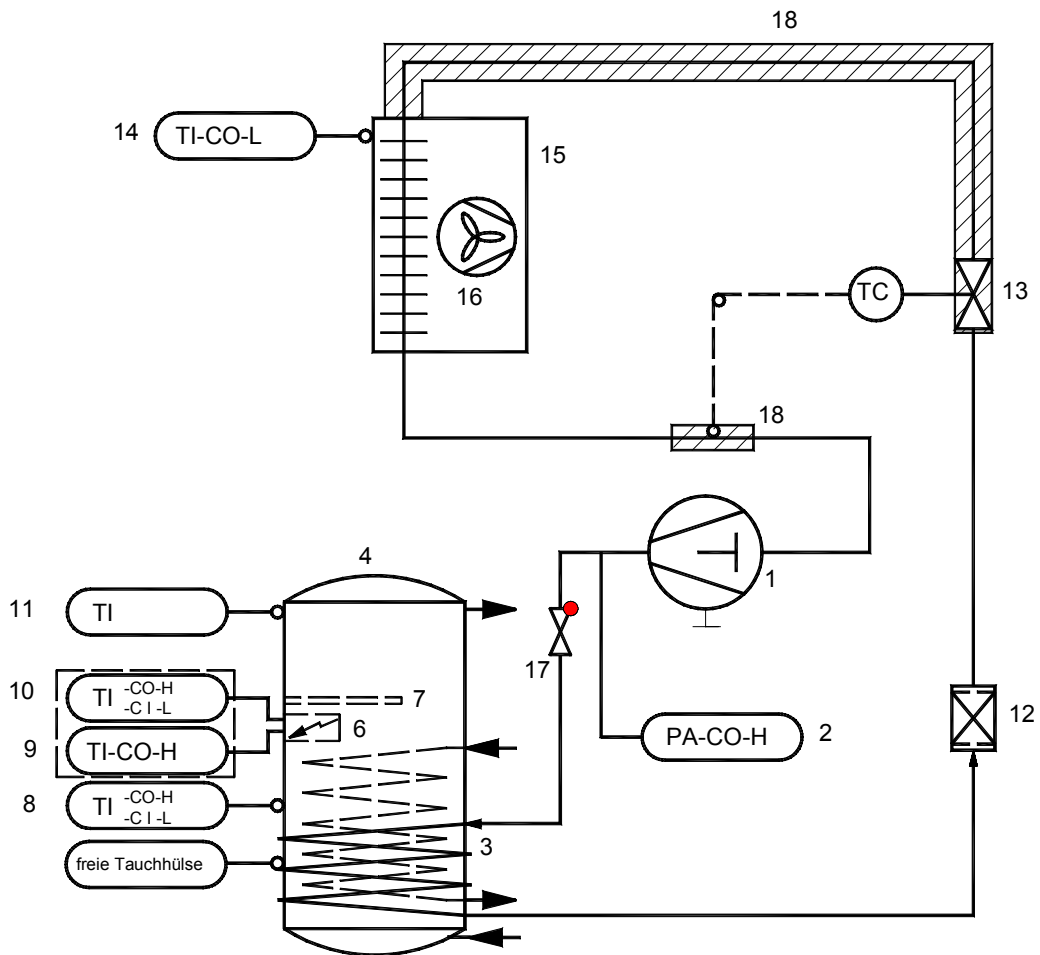 18
14
TI-CO-L
15
16
TC
13
18
4
1
11
TI
17
10
TI -CO-H
-C I -L
7
6
12
9
TI-CO-H
PA-CO-H
2
8
TI -CO-H
-C I -L
3
freie Tauchhülse